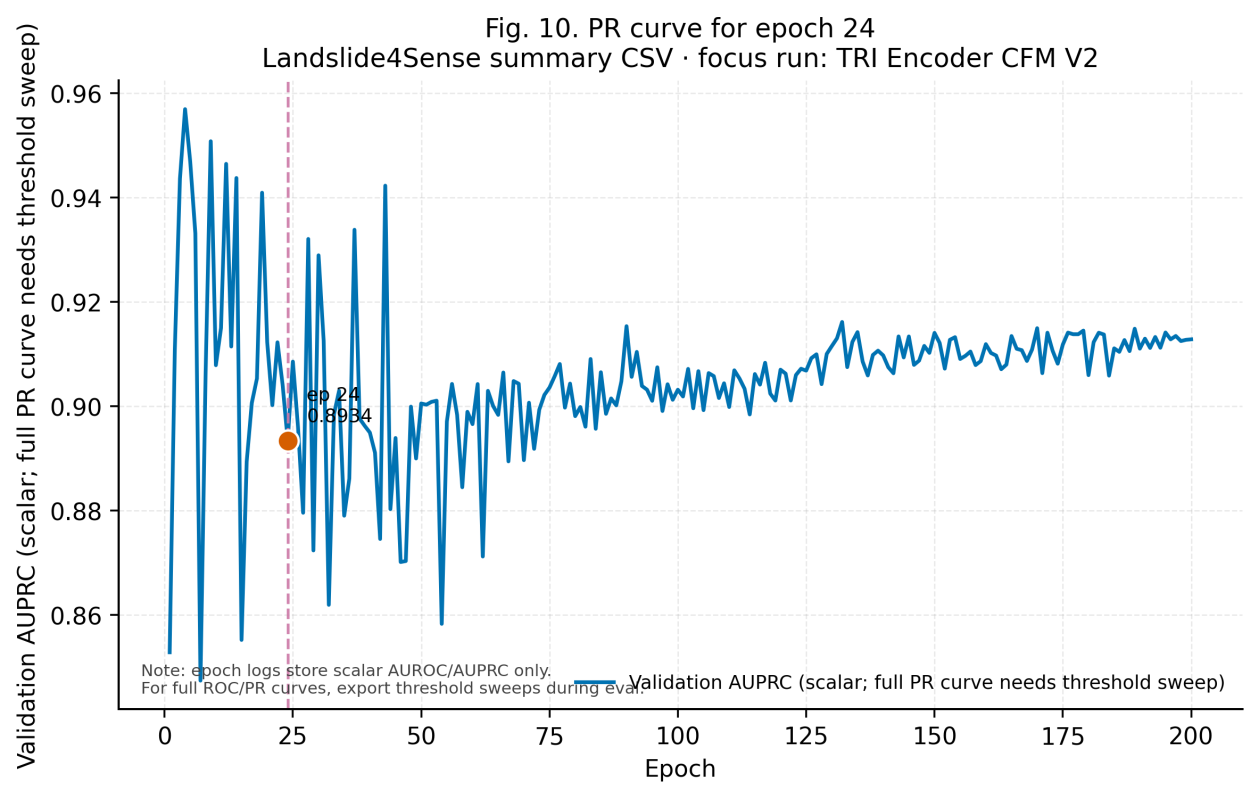 Fig. 10. PR curve for epoch 24
Landslide4Sense summary CSV · focus run: TRI Encoder CFM V2
Validation AUPRC (scalar; full PR curve needs threshold sweep)
0.96
0.94
0.92
0.90
0.88
0.86
ep 24
0.8934
Note: epoch logs store scalar AUROC/AUPRC only.
For full ROC/PR curves, export threshold sweeps during eval.
Validation AUPRC (scalar; full PR curve needs threshold sweep)
0 25 50 75 100 125 150 175 200
Epoch